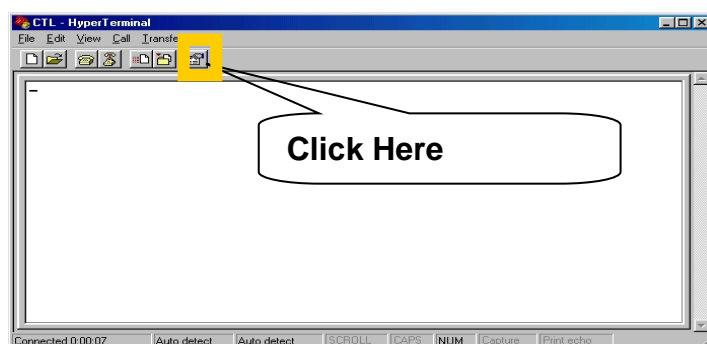 CTL - HyperTerminal
File Edit View Call Transfe
Click Here
Connected 0:00:07 Auto detect Auto detect SCROLL CAPS NUM Capture Print echo